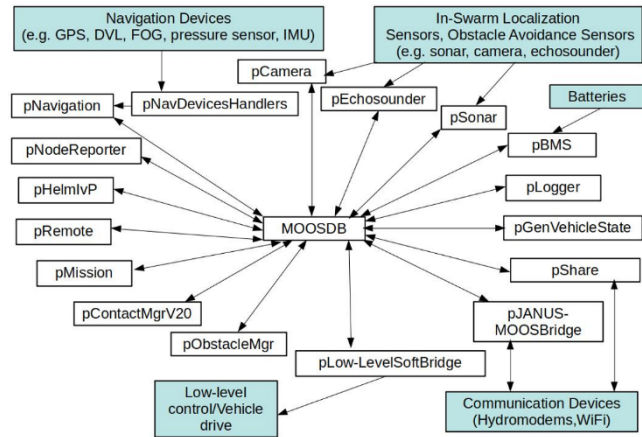 Navigation Devices
(e.g. GPS, DVL, FOG, pressure sensor, IMU)
In-Swarm Localization
Sensors, Obstacle Avoidance Sensors
(e.g. sonar, camera, echosounder)
pCamera
pEchosounder
Batteries
pNavigation
pNavDevicesHandlers
pSonar
pBMS
pNodeReporter
pHelmIvP
pLogger
pRemote
MOOSDB
pGenVehicleState
pMission
pShare
pContactMgrV20
pJANUS-
MOOSBridge
pObstacleMgr
pLow-LevelSoftBridge
Low-level
control/Vehicle
drive
Communication Devices
(Hydromodems,WiFi)